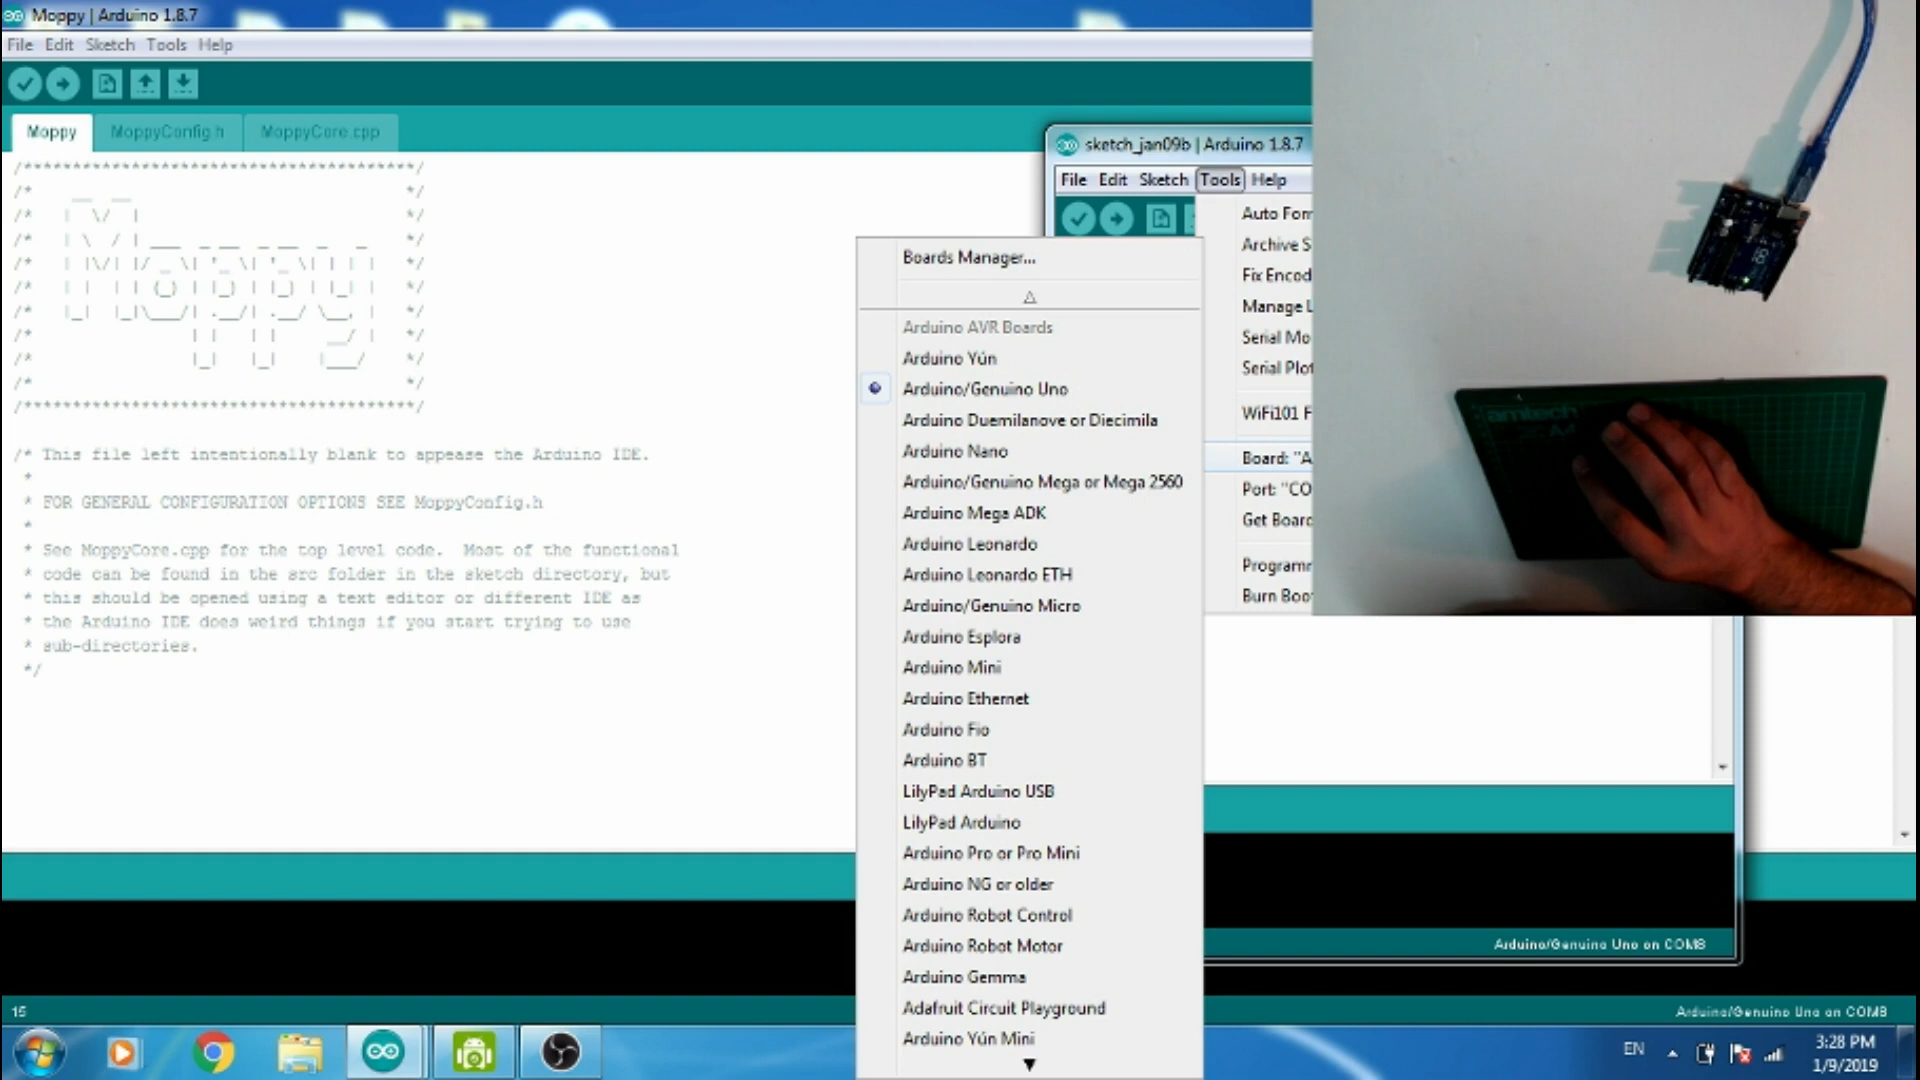 Moppy | Arduino 1.8.7
File Edit Sketch Tools Help
Moppy MoppyConfig.h MoppyCore.cpp
/* This file left intentionally blank to appease the Arduino IDE.
*
* FOR GENERAL CONFIGURATION OPTIONS SEE MoppyConfig.h
*
* See MoppyCore.cpp for the top level code. Most of the functional
* code can be found in the src folder in the sketch directory, but
* this should be opened using a text editor or different IDE as
* the Arduino IDE does weird things if you start trying to use
* sub-directories.
*/
sketch_jan09b | Arduino 1.8.7
File Edit Sketch Tools Help
Auto Forn
Archive S
Fix Encod
Manage L
Serial Mo
Serial Plot
WiFi101 F
Board: "A
Port: "CO
Get Board
Programm
Burn Boot
Boards Manager...
Arduino AVR Boards
Arduino Yún
Arduino/Genuino Uno
Arduino Duemilanove or Diecimila
Arduino Nano
Arduino/Genuino Mega or Mega 2560
Arduino Mega ADK
Arduino Leonardo
Arduino Leonardo ETH
Arduino/Genuino Micro
Arduino Esplora
Arduino Mini
Arduino Ethernet
Arduino Fio
Arduino BT
LilyPad Arduino USB
LilyPad Arduino
Arduino Pro or Pro Mini
Arduino NG or older
Arduino Robot Control
Arduino Robot Motor
Arduino Gemma
Adafruit Circuit Playground
Arduino Yún Mini
amtech
A4
Arduino/Genuino Uno on COM8
15
Arduino/Genuino Uno on COM8
EN
3:28 PM
1/9/2019